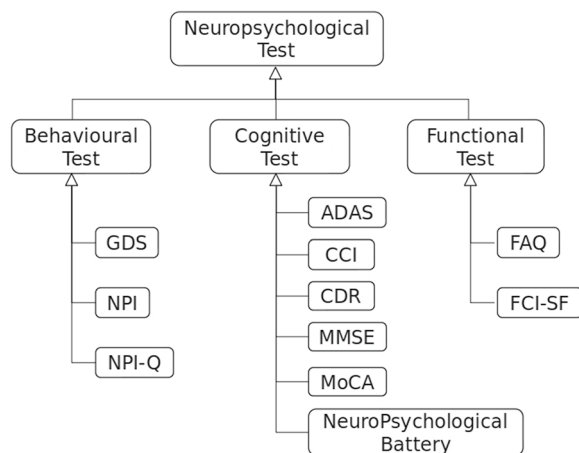 Neuropsychological
Test
Behavioural
Test
Cognitive
Test
Functional
Test
GDS
NPI
NPI-Q
ADAS
CCI
CDR
MMSE
MoCA
NeuroPsychological
Battery
FAQ
FCI-SF